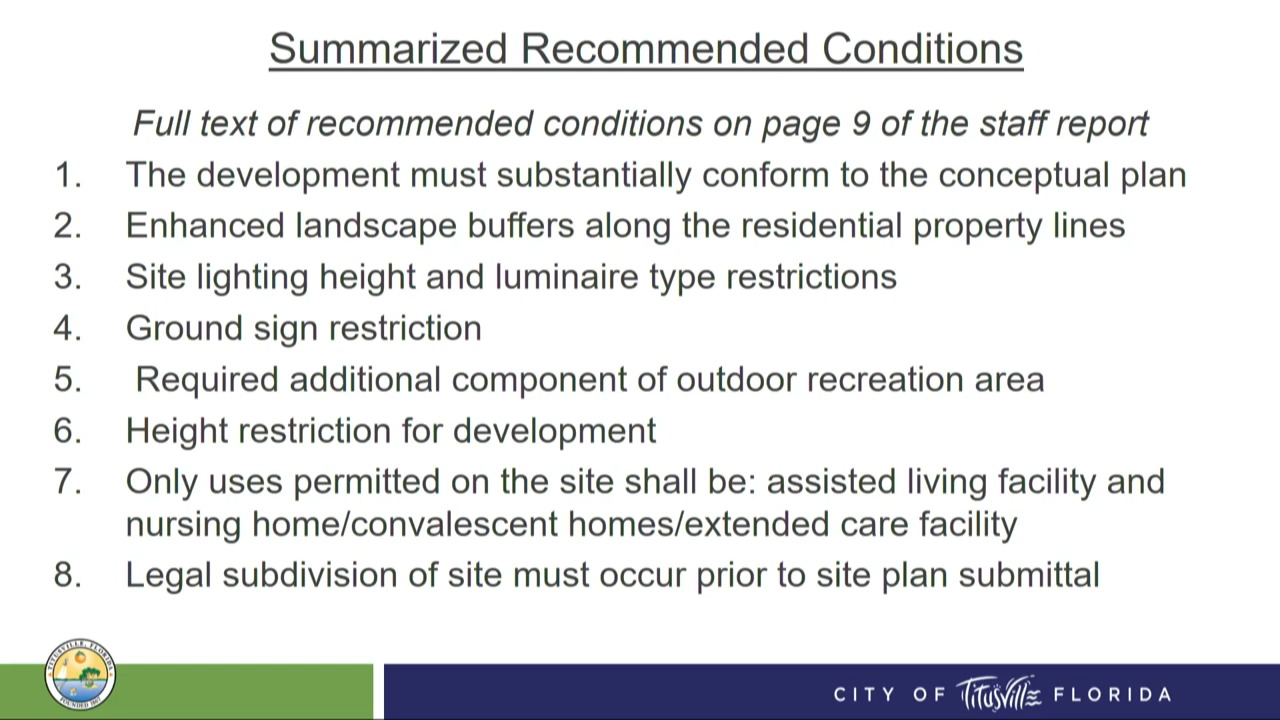 Summarized Recommended Conditions
Full text of recommended conditions on page 9 of the staff report
1. The development must substantially conform to the conceptual plan
2. Enhanced landscape buffers along the residential property lines
3. Site lighting height and luminaire type restrictions
4. Ground sign restriction
5. Required additional component of outdoor recreation area
6. Height restriction for development
7. Only uses permitted on the site shall be: assisted living facility and
nursing home/convalescent homes/extended care facility
8. Legal subdivision of site must occur prior to site plan submittal
TITUSVILLE, FLORIDA
CITY OF Titusville FLORIDA